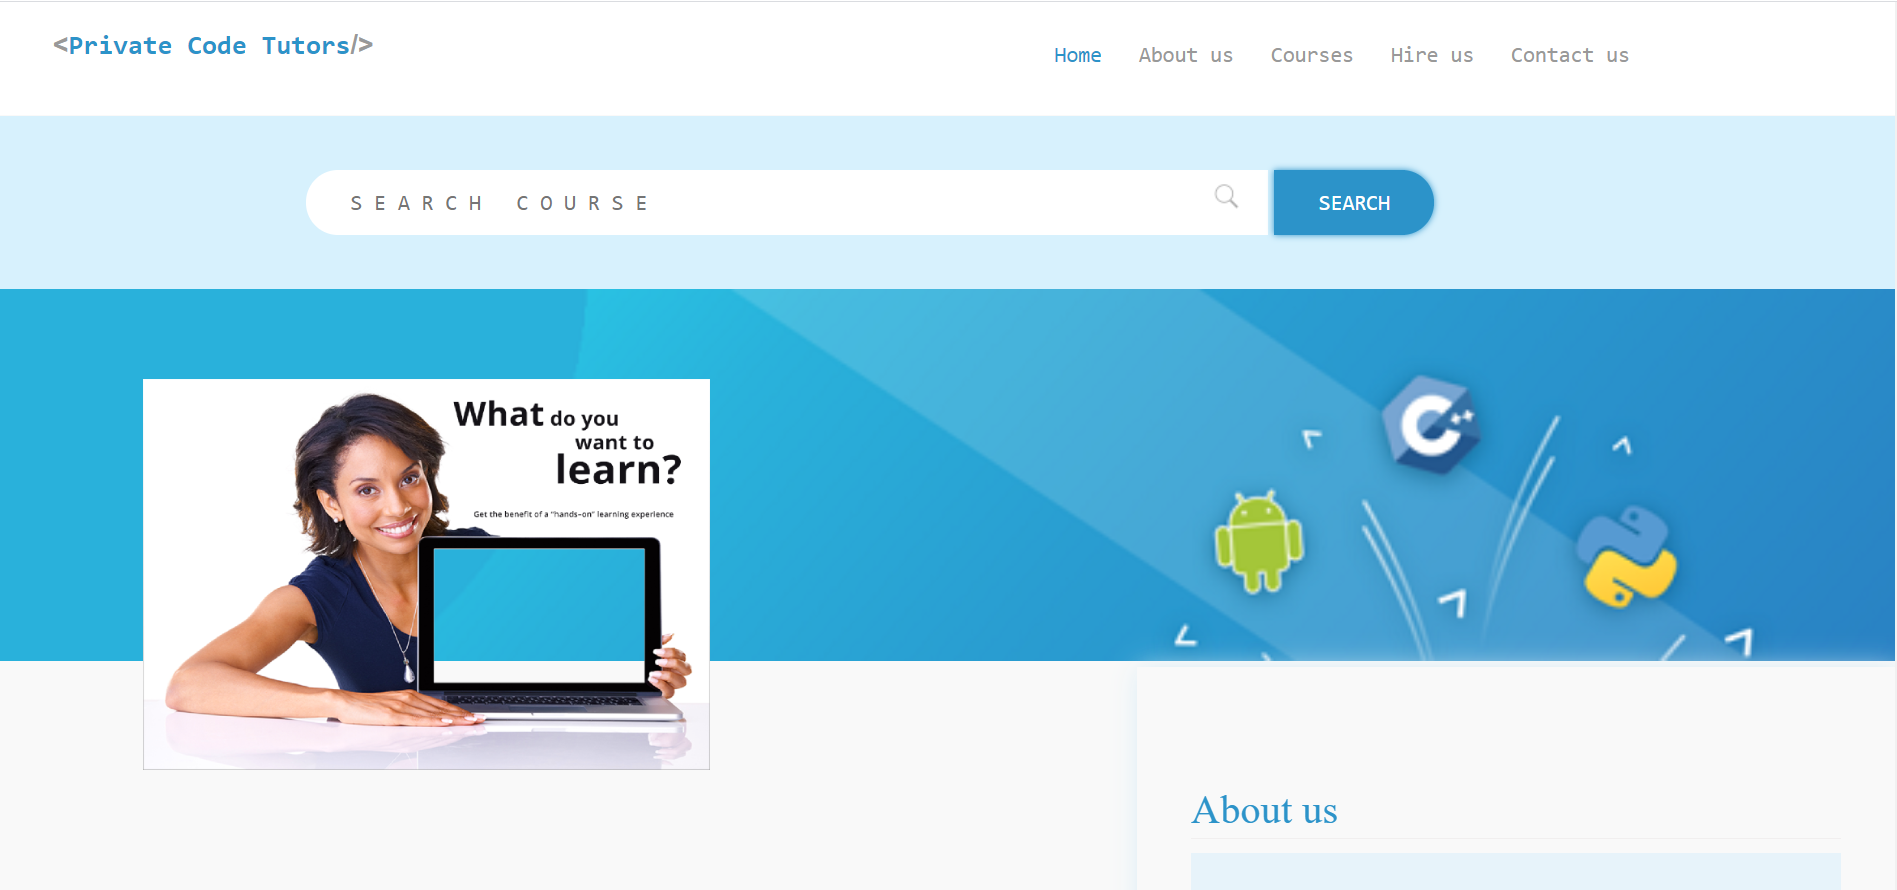 <Private Code Tutors/>
Home About us Courses Hire us Contact us
SEARCH COURSE
SEARCH
What do you
want to
learn?
Get the benefit of a "hands-on" learning experience
C++
About us